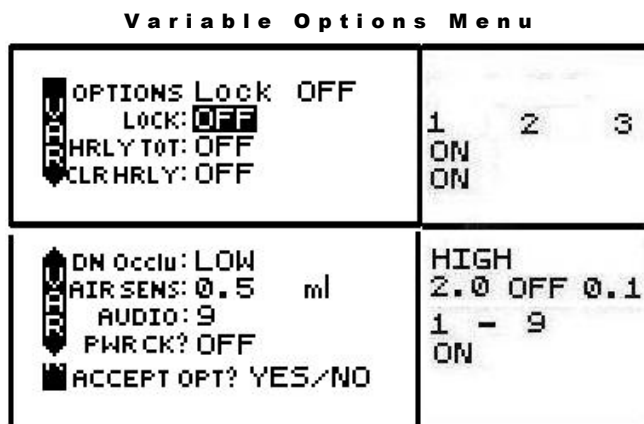 Variable Options Menu
OPTIONS Lock OFF
LOCK: OFF 1 2 3
HRLY TOT: OFF ON
CLR HRLY: OFF ON
DN Occlu: LOW HIGH
AIR SENS: 0.5 ml 2.0 OFF 0.1
AUDIO: 9 1 - 9
PWR CK? OFF ON
ACCEPT OPT? YES/NO